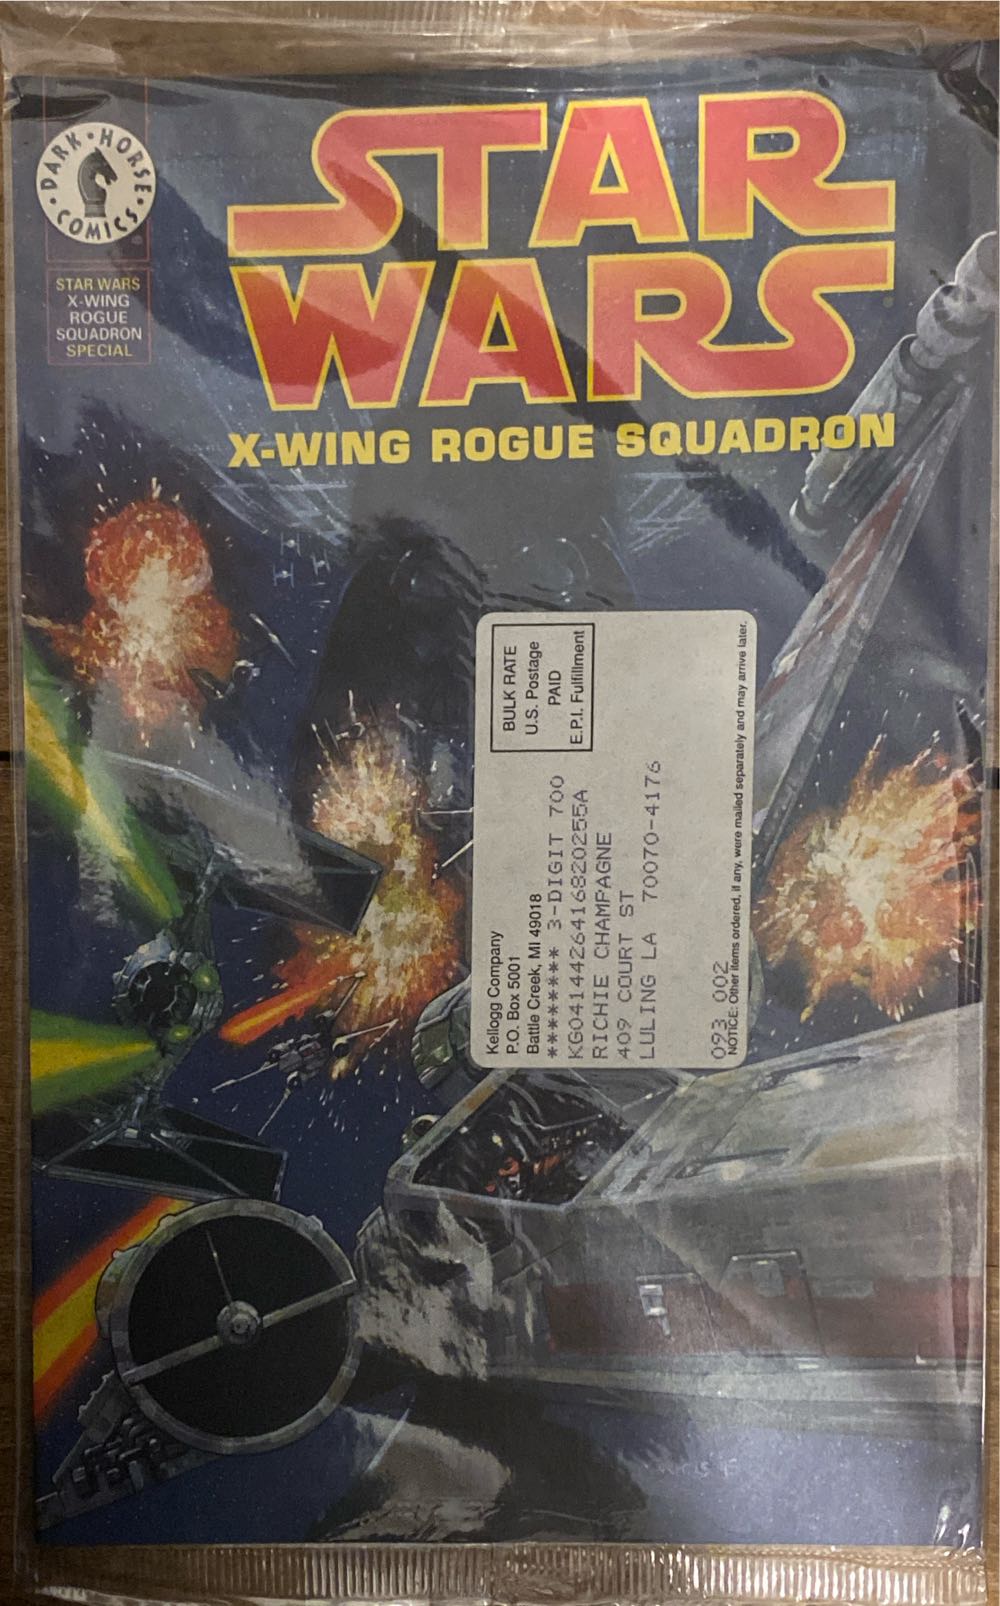 DARK HORSE COMICS
STAR WARS
X-WING
ROGUE
SQUADRON
SPECIAL
STAR
WARS
X-WING ROGUE SQUADRON
BULK RATE
U.S. Postage
PAID
E.P.I. Fulfillment
Kellogg Company
P.O. Box 5001
Battle Creek, MI 49018
********* 3-DIGIT 700
KG0414426416820255A
RICHIE CHAMPAGNE
409 COURT ST
LULING LA 70070-4176
093 002
NOTICE: Other items ordered, if any, were mailed separately and may arrive later.